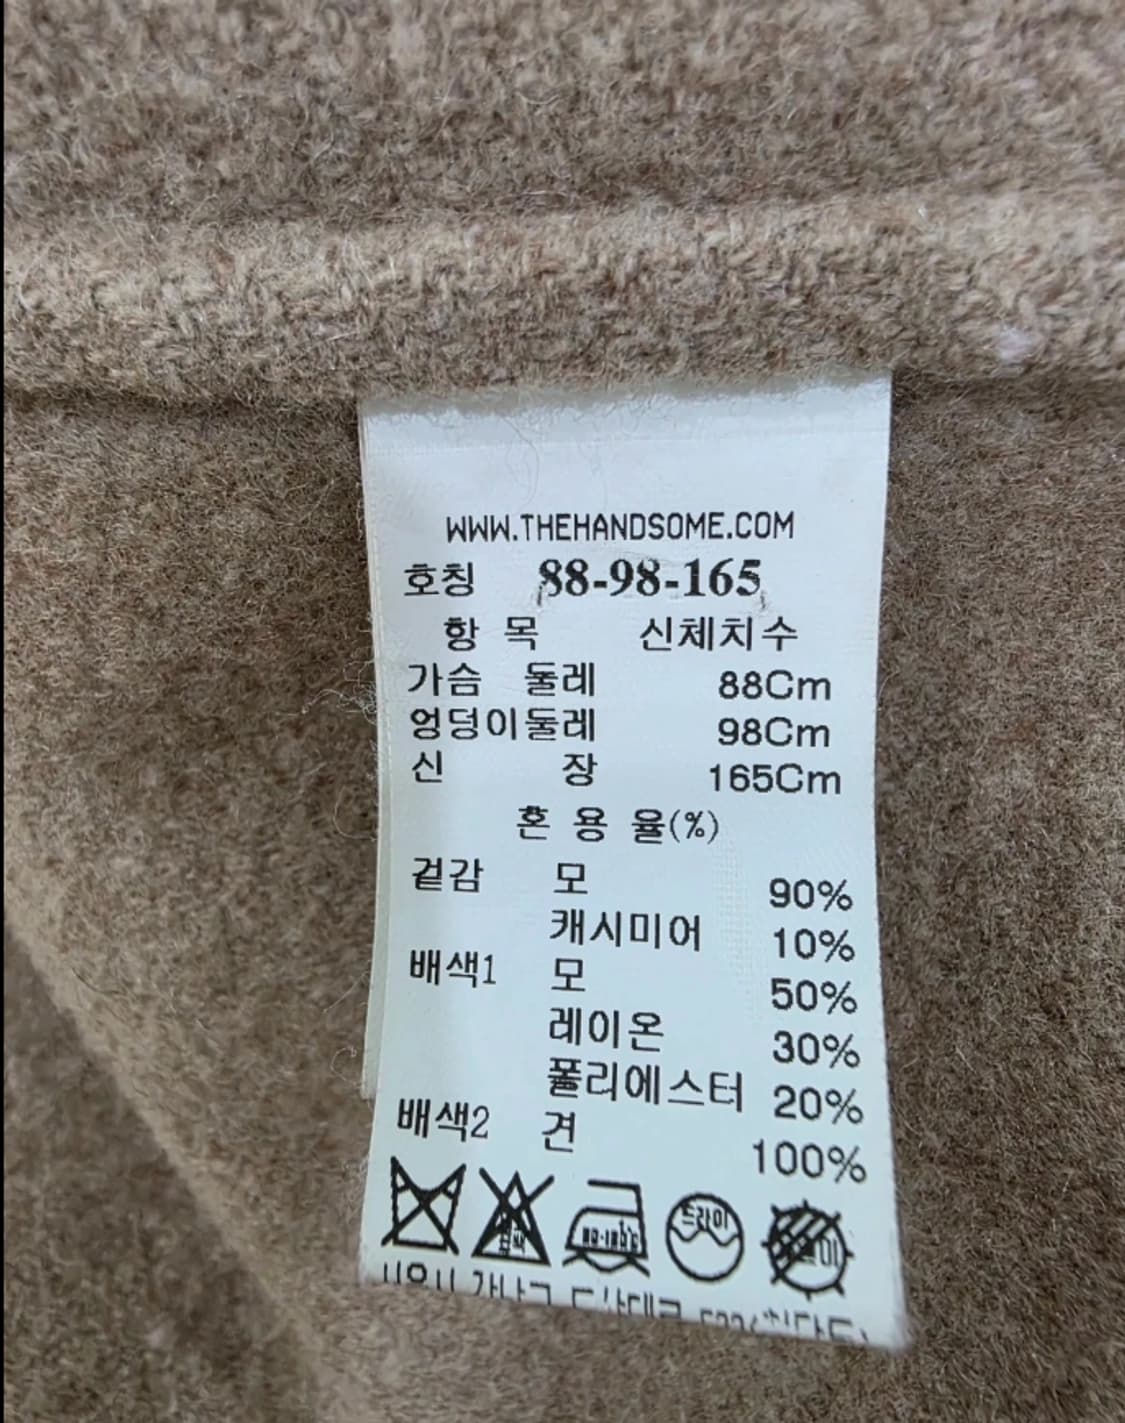 WWW.THEHANDSOME.COM
호칭 88-98-165
항 목 신체치수
가슴 둘레 88Cm
엉덩이둘레 98Cm
신 장 165Cm
혼 용 율(%)
겉감 모 90%
캐시미어 10%
배색1 모 50%
레이온 30%
폴리에스터 20%
배색2 견 100%
드라이